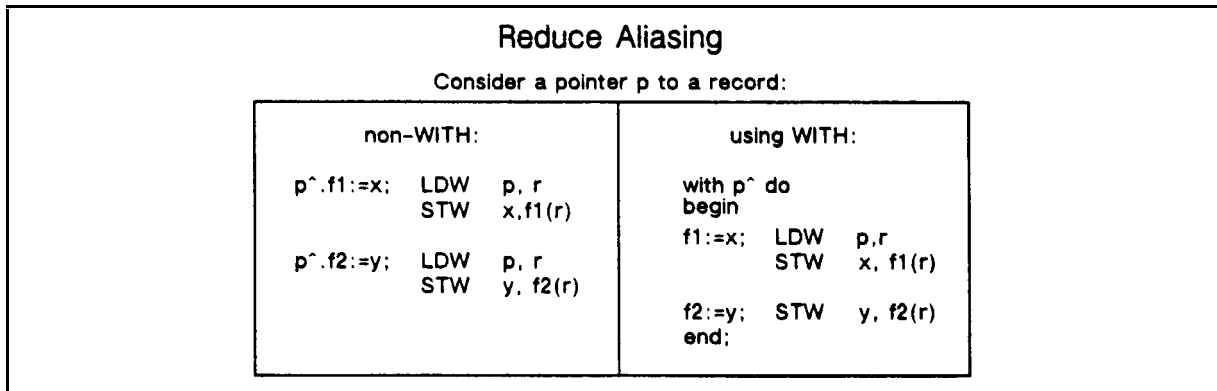 Reduce Aliasing
Consider a pointer p to a record:
non-WITH:
p^.f1:=x; LDW p, r
STW x,f1(r)
p^.f2:=y; LDW p, r
STW y, f2(r)
using WITH:
with p^ do
begin
f1:=x; LDW p,r
STW x, f1(r)
f2:=y; STW y, f2(r)
end;